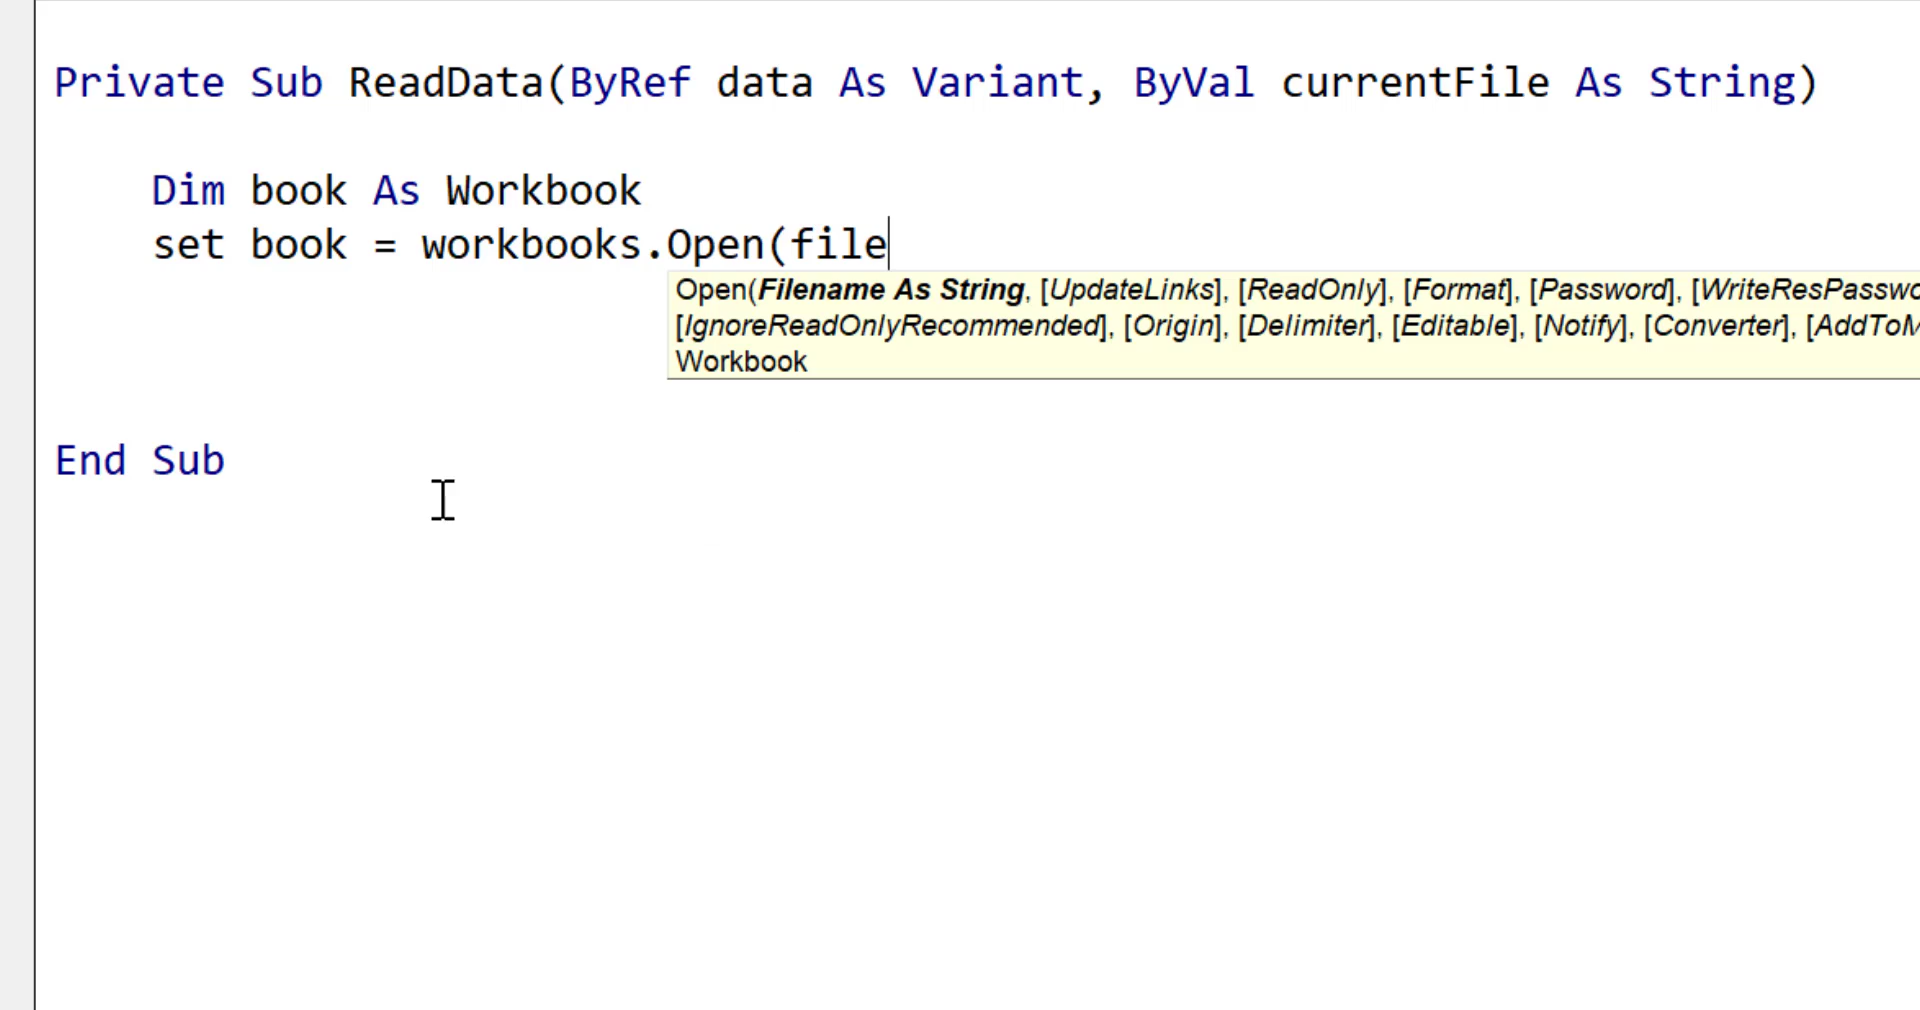 Private Sub ReadData(ByRef data As Variant, ByVal currentFile As String)
Dim book As Workbook
set book = workbooks.Open(file
Open(Filename As String, [UpdateLinks], [ReadOnly], [Format], [Password],
[IgnoreReadOnlyRecommended], [Origin], [Delimiter], [Editable], [Notify], [Converter],
Workbook
End Sub